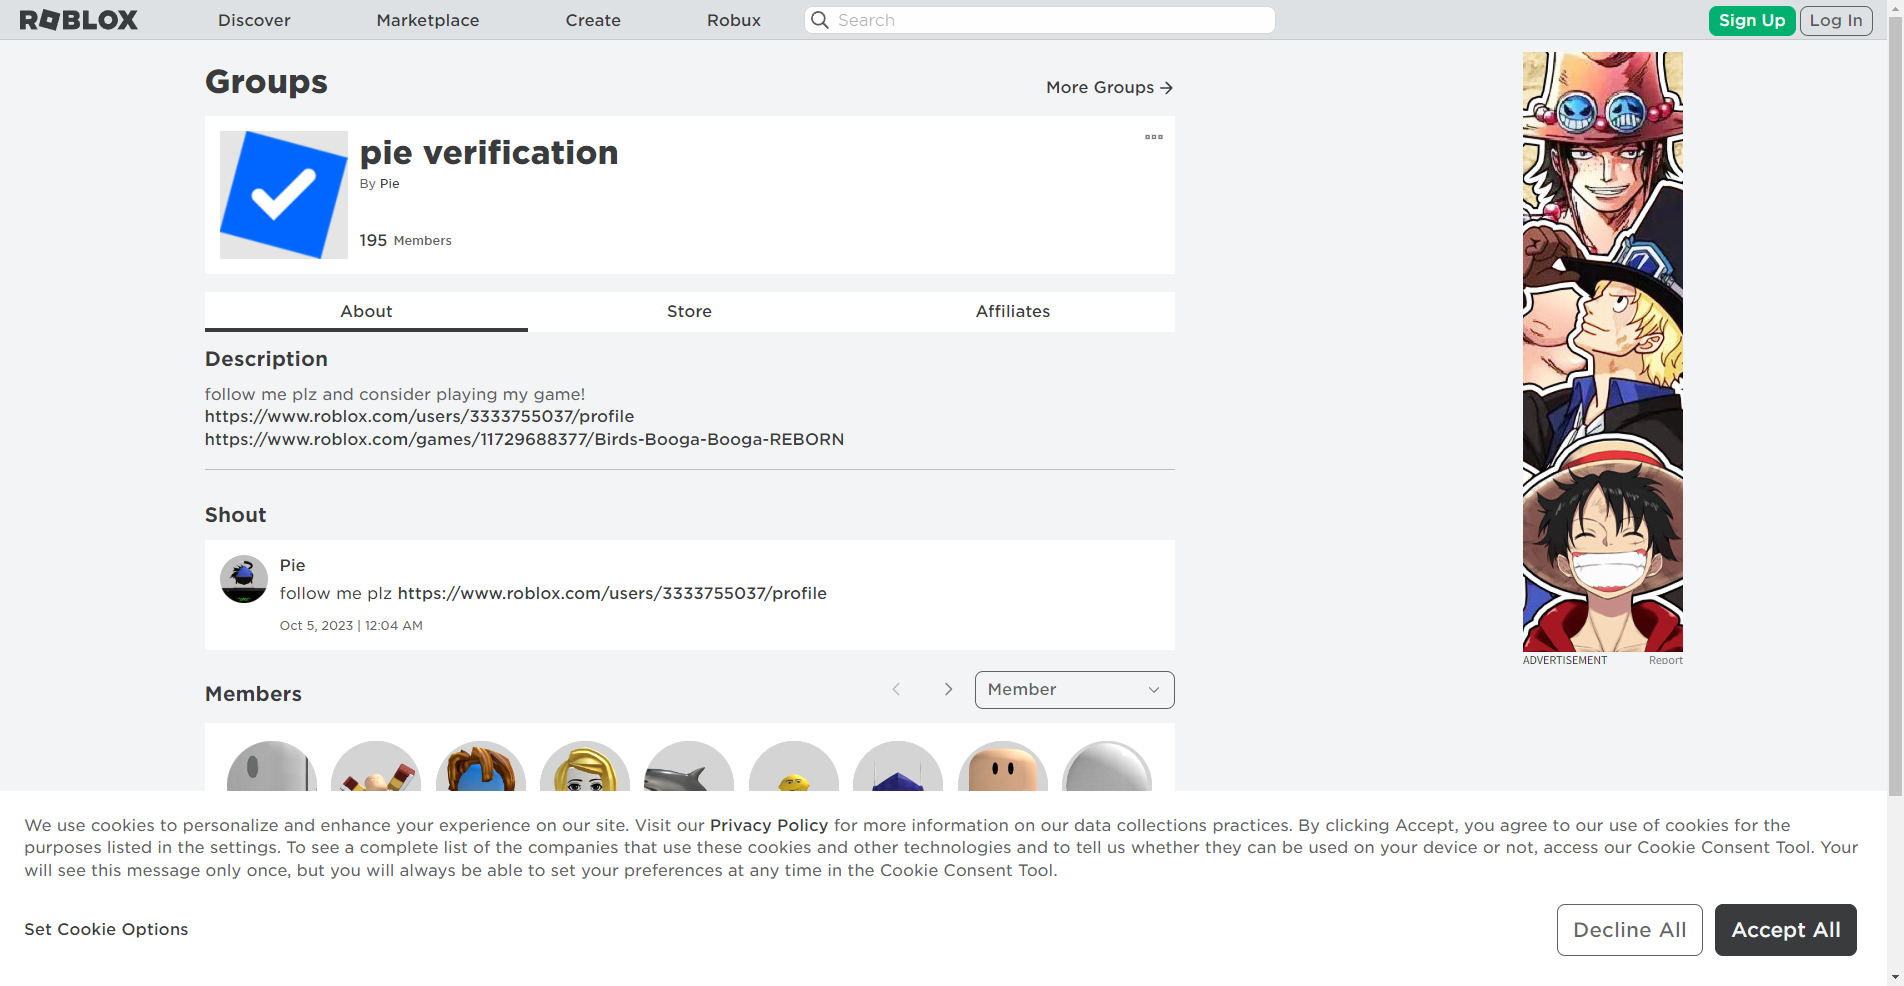 ROBLOX Discover Marketplace Create Robux Search Sign Up Log In
Groups
More Groups
pie verification
By Pie
195 Members
About Store Affiliates
Description
follow me plz and consider playing my game!
https://www.roblox.com/users/3333755037/profile
https://www.roblox.com/games/11729688377/Birds-Booga-Booga-REBORN
Shout
Pie
follow me plz https://www.roblox.com/users/3333755037/profile
Oct 5, 2023 | 12:04 AM
ADVERTISEMENT Report
Members
Member
We use cookies to personalize and enhance your experience on our site. Visit our Privacy Policy for more information on our data collections practices. By clicking Accept, you agree to our use of cookies for the
purposes listed in the settings. To see a complete list of the companies that use these cookies and other technologies and to tell us whether they can be used on your device or not, access our Cookie Consent Tool. Your
will see this message only once, but you will always be able to set your preferences at any time in the Cookie Consent Tool.
Set Cookie Options
Decline All
Accept All